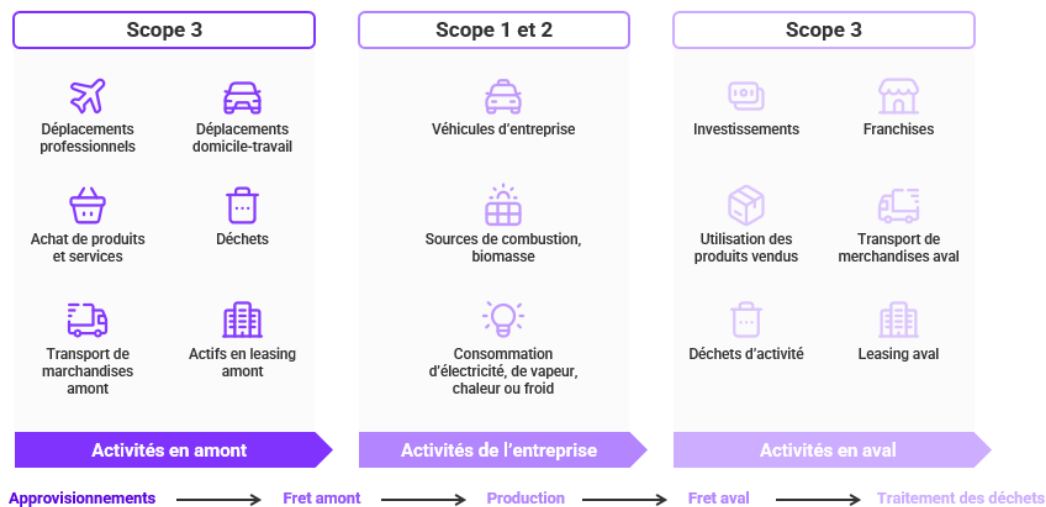 Scope 3
Déplacements
professionnels
Déplacements
domicile-travail
Achat de produits
et services
Déchets
Transport de
marchandises
amont
Actifs en leasing
amont
Activités en amont
Scope 1 et 2
Véhicules d'entreprise
Sources de combustion,
biomasse
Consommation
d'électricité, de vapeur,
chaleur ou froid
Activités de l'entreprise
Scope 3
Investissements
Franchises
Utilisation des
produits vendus
Transport de
merchandises aval
Déchets d'activité
Leasing aval
Activités en aval
Approvisionnements
Fret amont
Production
Fret aval
Traitement des déchets